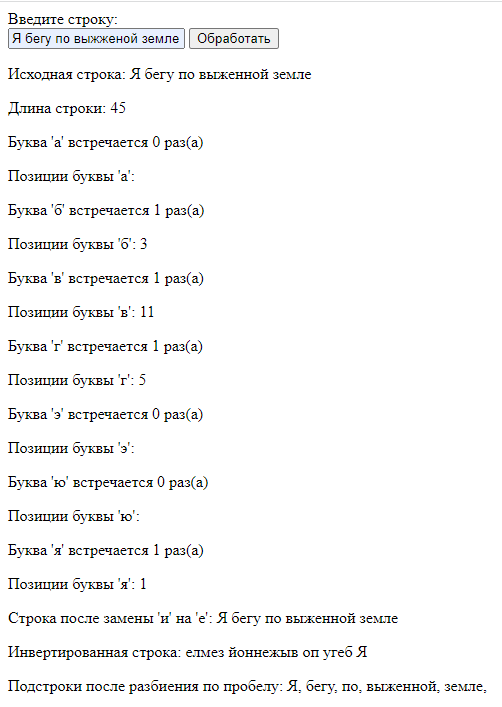 Введите строку:
Я бегу по выжженой земле Обработать
Исходная строка: Я бегу по выженной земле
Длина строки: 45
Буква 'а' встречается 0 раз(а)
Позиции буквы 'а':
Буква 'б' встречается 1 раз(а)
Позиции буквы 'б': 3
Буква 'в' встречается 1 раз(а)
Позиции буквы 'в': 11
Буква 'г' встречается 1 раз(а)
Позиции буквы 'г': 5
Буква 'э' встречается 0 раз(а)
Позиции буквы 'э':
Буква 'ю' встречается 0 раз(а)
Позиции буквы 'ю':
Буква 'я' встречается 1 раз(а)
Позиции буквы 'я': 1
Строка после замены 'и' на 'е': Я бегу по выженной земле
Инвертированная строка: елмез йоннежыв оп угеб Я
Подстроки после разбиения по пробелу: Я, бегу, по, выженной, земле,